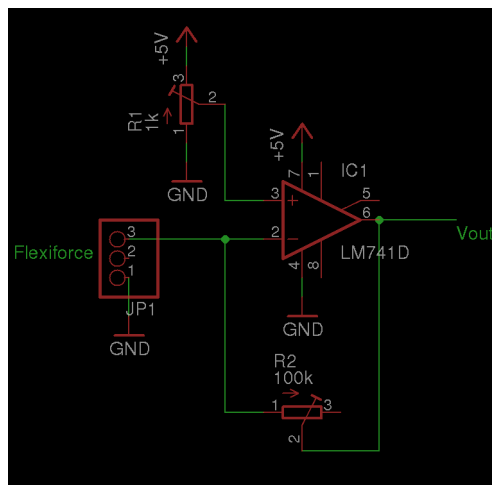 +5V
3
2
R1
1k
1
GND
+5V
7
1
IC1
3
+
5
6
2
-
4
8
LM741D
Vout
GND
Flexiforce
3
2
1
JP1
GND
R2
100k
1
3
2